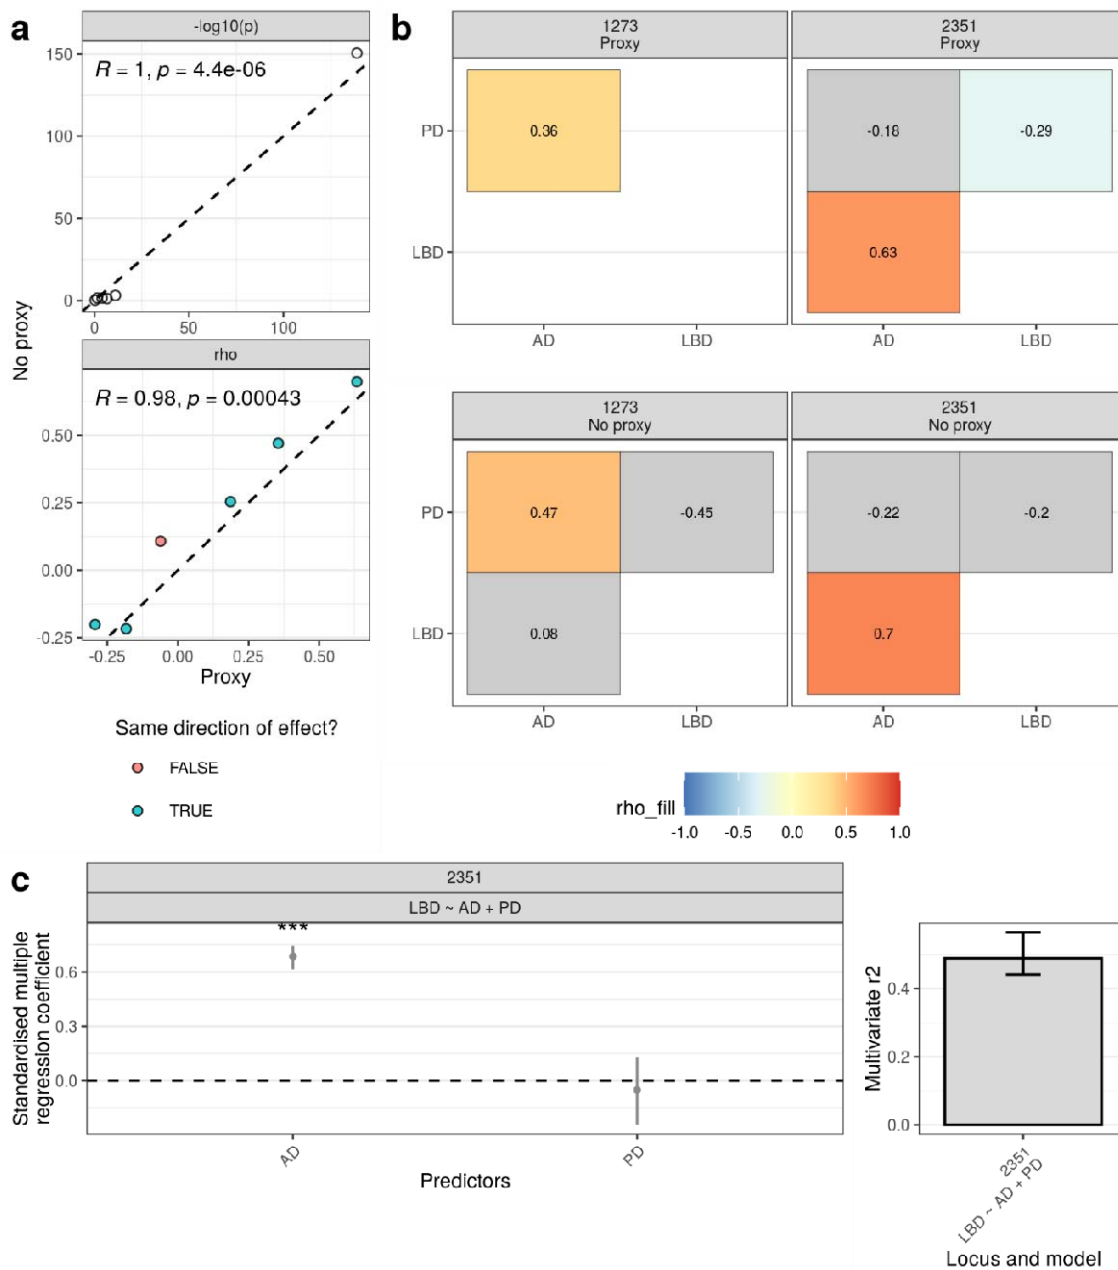 a
-log10(p)
R = 1, p = 4.4e-06
150
100
50
0
0
50
100
rho
R = 0.98, p = 0.00043
0.50
0.25
0.00
-0.25
-0.25
0.00
0.25
0.50
No proxy
Proxy
Same direction of effect?
FALSE
TRUE
b
1273
Proxy
2351
Proxy
PD
LBD
0.36
-0.18
-0.29
0.63
AD
LBD
AD
LBD
1273
No proxy
2351
No proxy
PD
LBD
0.47
-0.45
-0.22
-0.2
0.08
0.7
AD
LBD
AD
LBD
rho_fill
-1.0
-0.5
0.0
0.5
1.0
c
2351
LBD ~ AD + PD
***
Standardised multiple
regression coefficient
0.6
0.3
0.0
AD
PD
Predictors
Multivariate r2
0.4
0.2
0.0
2351
LBD ~ AD + PD
Locus and model